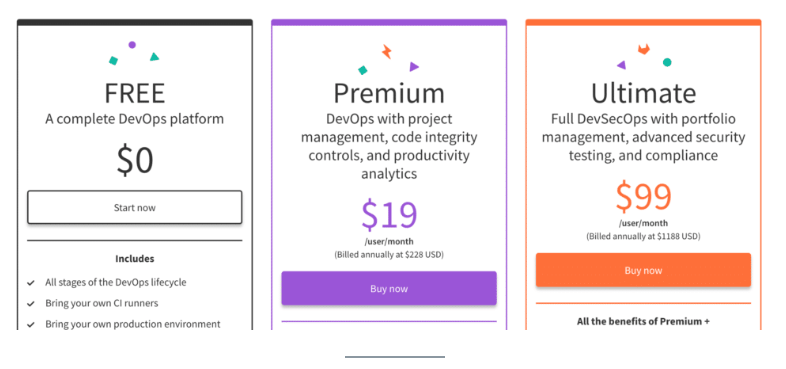 FREE
A complete DevOps platform
$0
Start now
Includes
All stages of the DevOps lifecycle
Bring your own CI runners
Bring your own production environment
Premium
DevOps with project
management, code integrity
controls, and productivity
analytics
$19
/user/month
(Billed annually at $228 USD)
Buy now
Ultimate
Full DevSecOps with portfolio
management, advanced security
testing, and compliance
$99
/user/month
(Billed annually at $1188 USD)
Buy now
All the benefits of Premium +